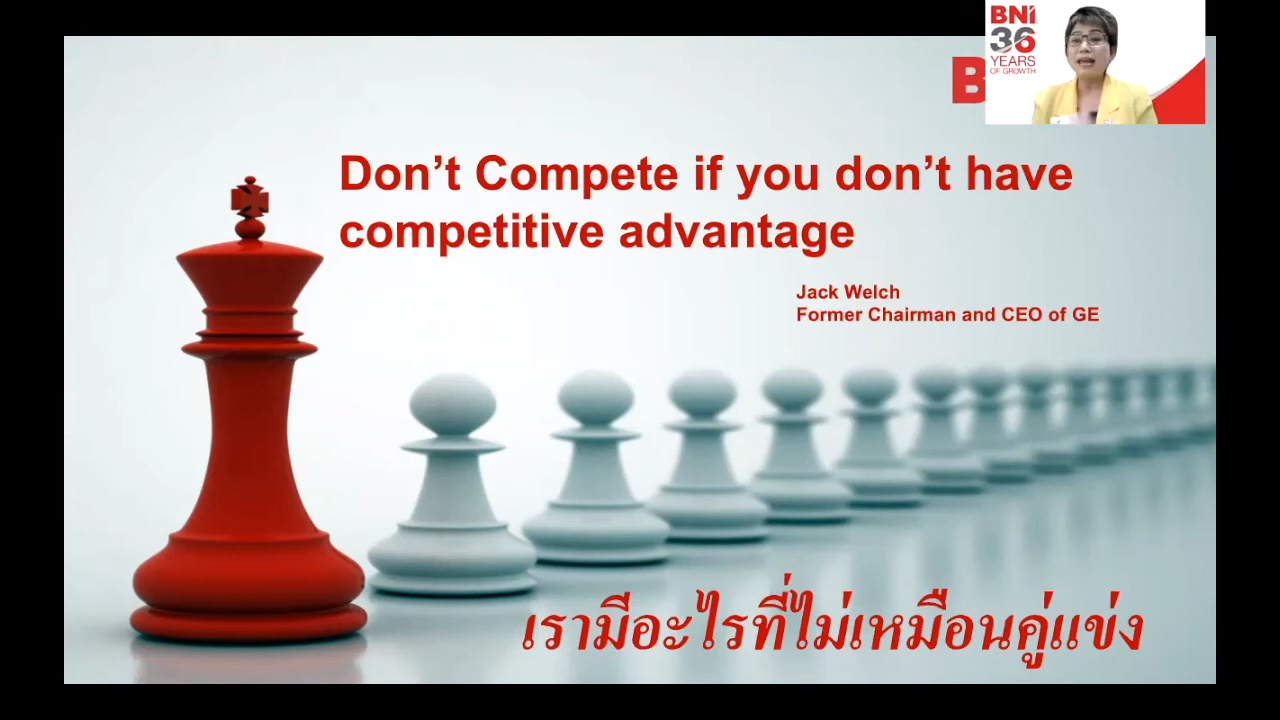 BNI
36
YEARS
OF GROWTH
B
Don't Compete if you don't have
competitive advantage
Jack Welch
Former Chairman and CEO of GE
เรามีอะไรที่ไม่เหมือนคู่แข่ง